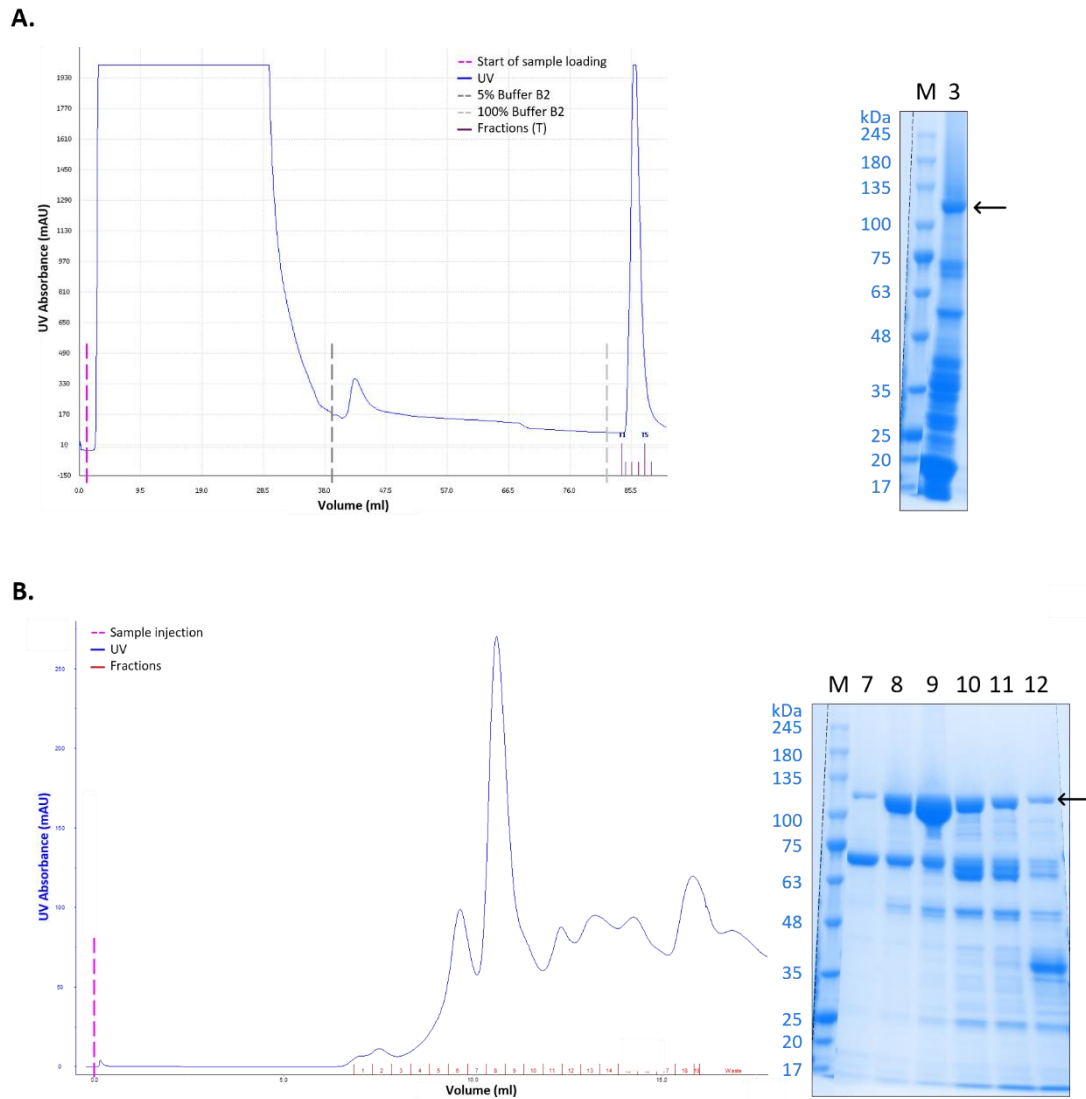 A.
Start of sample loading
UV
5% Buffer B2
100% Buffer B2
Fractions (T)
UV Absorbance (mAU)
1930
1770
1610
1450
1290
1130
970
810
650
490
330
170
10
-150
T1
T5
0.0
9.5
19.0
28.5
38.0
47.5
57.0
66.5
76.0
85.5
Volume (ml)
M 3
kDa
245
180
135
100
75
63
48
35
25
20
17
B.
Sample injection
UV
Fractions
UV Absorbance (mAU)
250
200
150
100
50
0
1 2 3 4 5 6 7 8 9 10 11 12 13 14 7 18 19 Waste
0.0
5.0
10.0
15.0
Volume (ml)
M 7 8 9 10 11 12
kDa
245
180
135
100
75
63
48
35
25
20
17